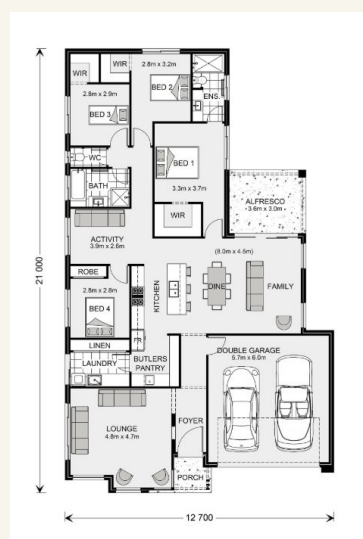 WIR
WIR
2.8m x 3.2m
BED 2
2.8m x 2.9m
BED 3
ENS.
WC
BED 1
BATH
3.3m x 3.7m
WIR
ALFRESCO
3.6m x 3.0m
ACTIVITY
3.9m x 2.6m
(8.0m x 4.5m)
ROBE
2.8m x 2.8m
KITCHEN
DINE
FAMILY
BED 4
LINEN
FR
LAUNDRY
BUTLERS
PANTRY
DOUBLE GARAGE
5.7m x 6.0m
LOUNGE
4.8m x 4.7m
FOYER
PORCH
21 000
12 700